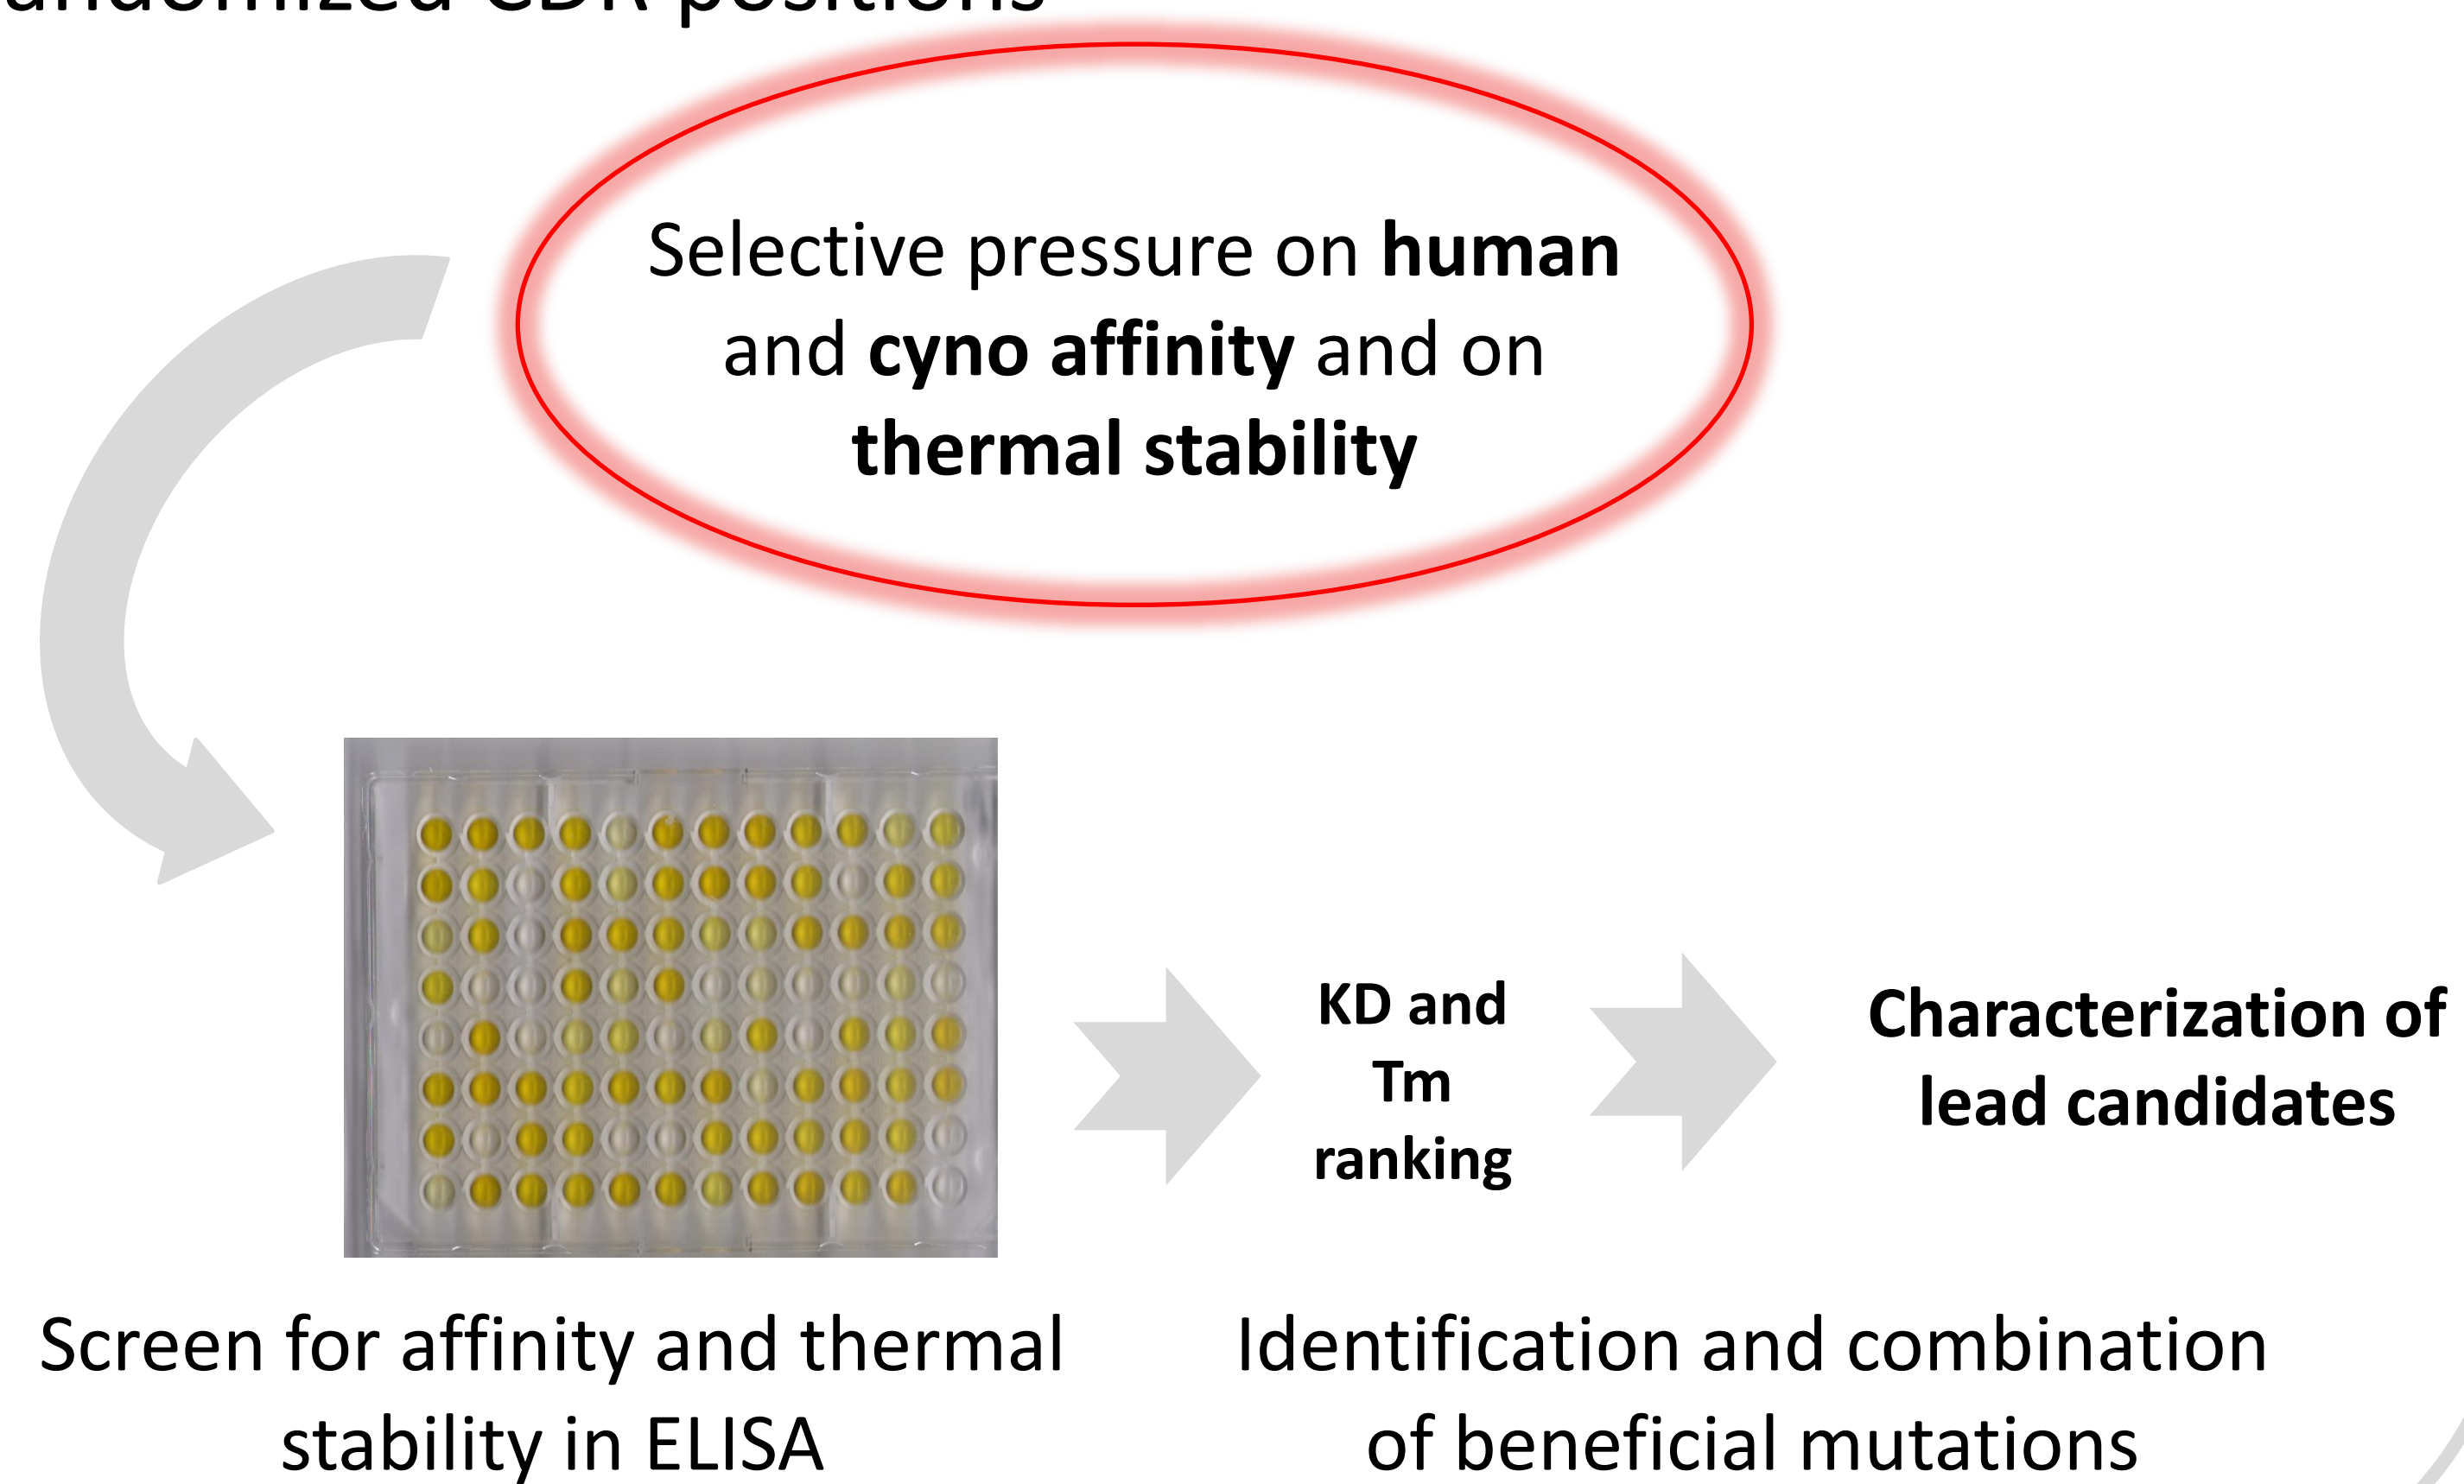 positions
Selective pressure on human
and cyno affinity and on
thermal stability
KD and
Tm
ranking
Characterization of
lead candidates
Screen for affinity and thermal
stability in ELISA
Identification and combination
of beneficial mutations